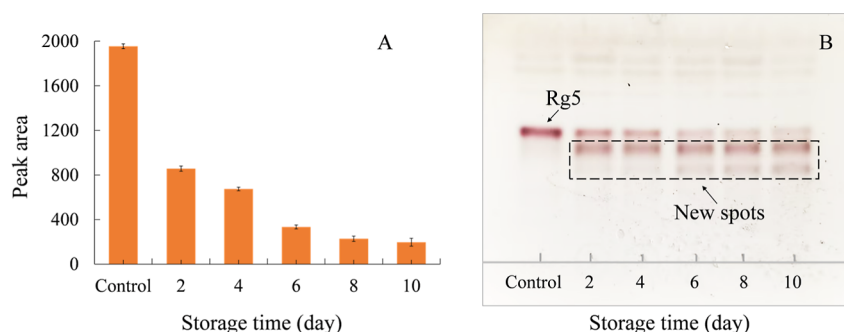 A
2000
1600
1200
800
400
0
Peak area
Control 2 4 6 8 10
Storage time (day)
B
Rg5
New spots
Control 2 4 6 8 10
Storage time (day)